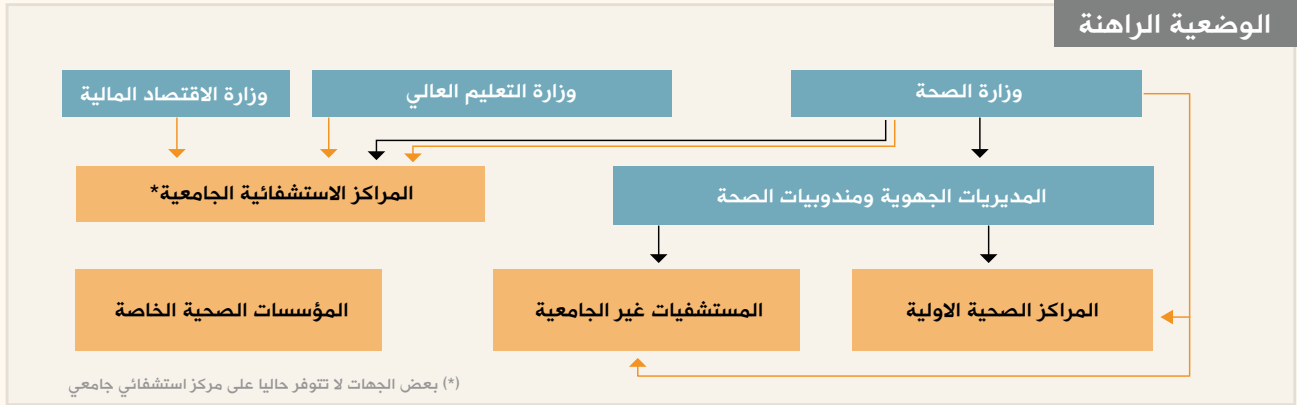 الوضعية الراهنة
وزارة الصحة
وزارة التعليم العالي
وزارة الاقتصاد المالية
المراكز الاستشفائية الجامعية*
المديريات الجهوية ومندوبيات الصحة
المراكز الصحية الاولية
المستشفيات غير الجامعية
المؤسسات الصحية الخاصة
(*) بعض الجهات لا تتوفر حاليا على مركز استشفائي جامعي